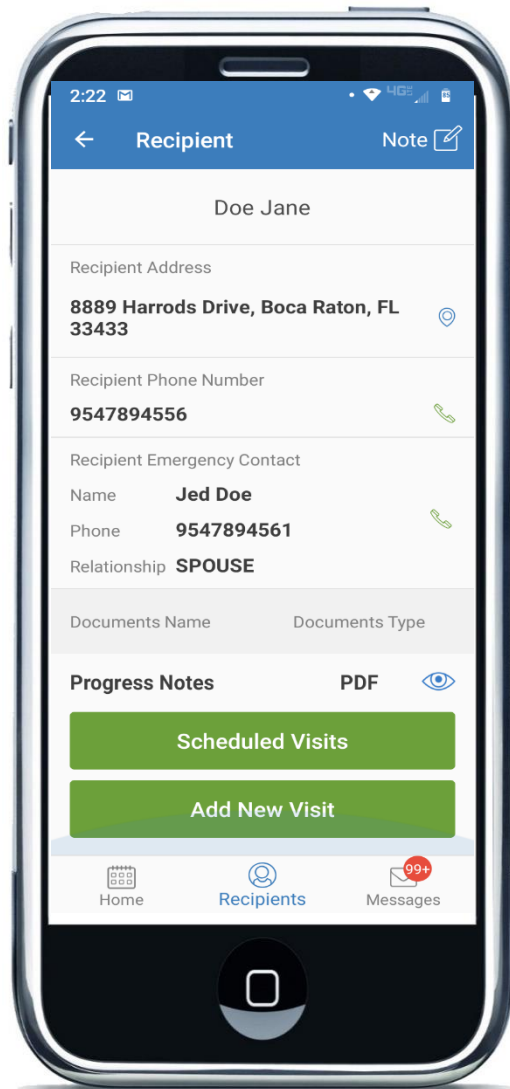 2:22 4GE
← Recipient Note
Doe Jane
Recipient Address
8889 Harrods Drive, Boca Raton, FL
33433
Recipient Phone Number
9547894556
Recipient Emergency Contact
Name Jed Doe
Phone 9547894561
Relationship SPOUSE
Documents Name Documents Type
Progress Notes PDF
Scheduled Visits
Add New Visit
99+
Home Recipients Messages